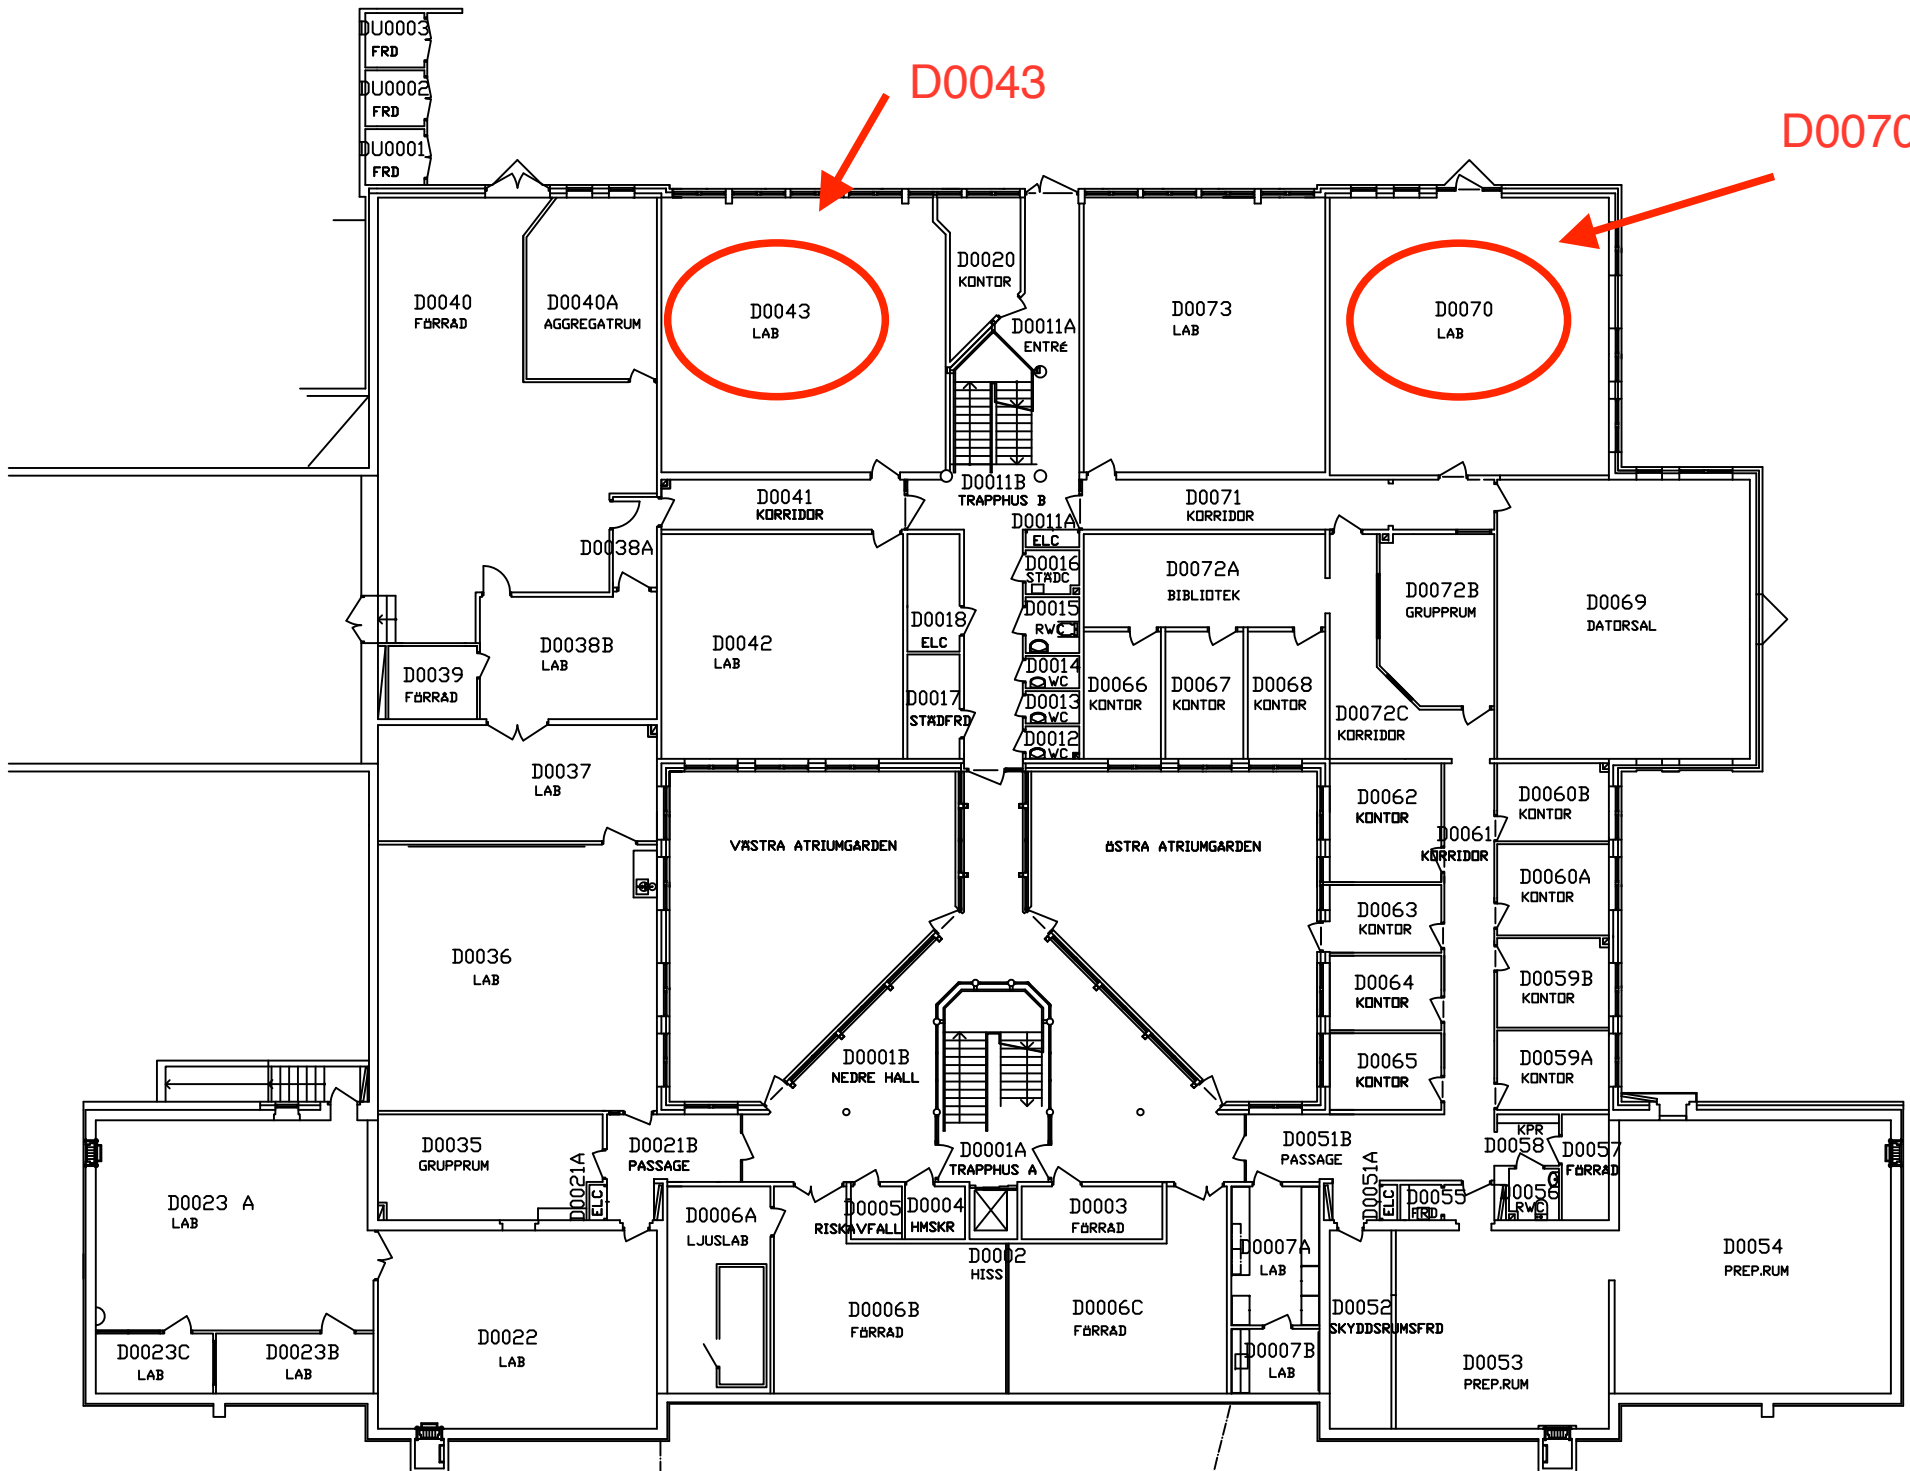 DU0003
FRD
DU0002
FRD
DU0001
FRD
D0043
D0070
D0040
FÖRRÅD
D0040A
AGGREGATRUM
D0043
LAB
D0020
KONTOR
D0011A
ENTRÉ
D0073
LAB
D0070
LAB
D0041
KORRIDOR
D0011B
TRAPPHUS B
D0071
KORRIDOR
D0011A
ELC
D0038A
D0016
STÄDC
D0072A
BIBLIOTEK
D0072B
GRUPPRUM
D0069
DATORSAL
D0015
RWC
D0018
ELC
D0042
LAB
D0038B
LAB
D0039
FÖRRÅD
D0014
WC
D0017
STÄDFRD
D0013
WC
D0012
WC
D0066
KONTOR
D0067
KONTOR
D0068
KONTOR
D0072C
KORRIDOR
D0037
LAB
D0062
KONTOR
D0060B
KONTOR
D0061
KORRIDOR
VÄSTRA ATRIUMGÅRDEN
ÖSTRA ATRIUMGÅRDEN
D0060A
KONTOR
D0063
KONTOR
D0036
LAB
D0064
KONTOR
D0059B
KONTOR
D0001B
NEDRE HALL
D0065
KONTOR
D0059A
KONTOR
D0035
GRUPPRUM
D0021B
PASSAGE
D0001A
TRAPPHUS A
D0051B
PASSAGE
KPR
D0058
D0057
FÖRRÅD
D0021A
ELC
D0051A
ELC
D0055
FRD
D0056
RWC
D0023 A
LAB
D0006A
LJUSLAB
D0005
RISKAVFALL
D0004
HMSKR
D0003
FÖRRÅD
D0002
HISS
D0007A
LAB
D0054
PREP.RUM
D0006B
FÖRRÅD
D0006C
FÖRRÅD
D0052
SKYDDSRUMSFRD
D0022
LAB
D0023C
LAB
D0023B
LAB
D0007B
LAB
D0053
PREP.RUM